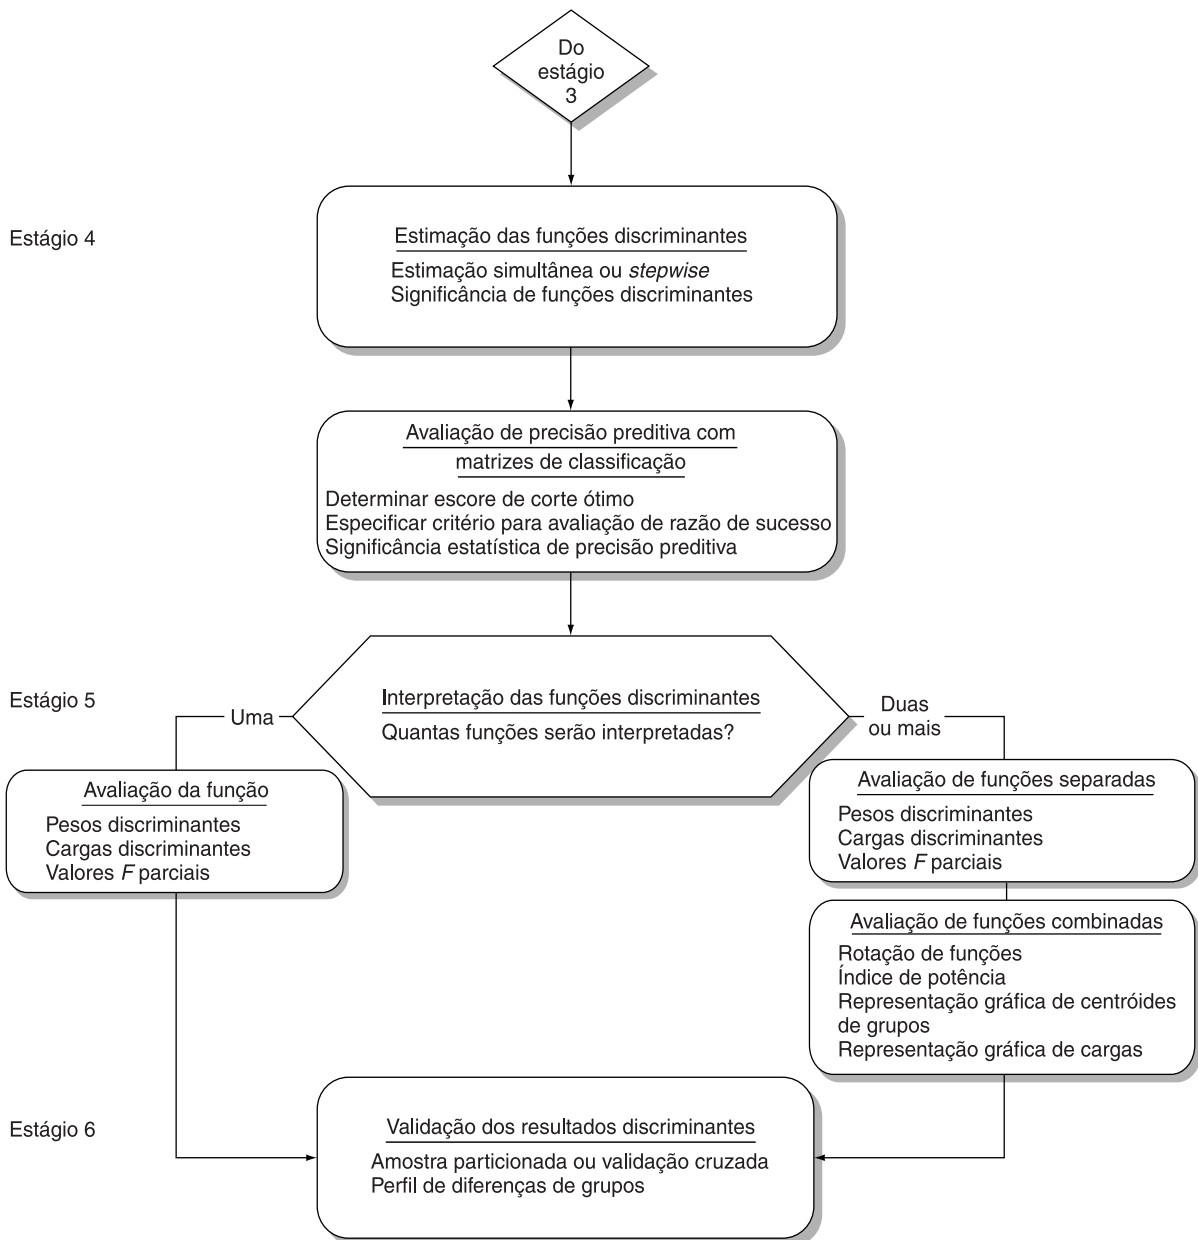 Do
estágio
3
Estágio 4
Estimação das funções discriminantes
Estimação simultânea ou stepwise
Significância de funções discriminantes
Avaliação de precisão preditiva com
matrizes de classificação
Determinar escore de corte ótimo
Especificar critério para avaliação de razão de sucesso
Significância estatística de precisão preditiva
Estágio 5
Interpretação das funções discriminantes
Quantas funções serão interpretadas?
Uma
Duas
ou mais
Avaliação da função
Pesos discriminantes
Cargas discriminantes
Valores F parciais
Avaliação de funções separadas
Pesos discriminantes
Cargas discriminantes
Valores F parciais
Avaliação de funções combinadas
Rotação de funções
Índice de potência
Representação gráfica de centróides
de grupos
Representação gráfica de cargas
Estágio 6
Validação dos resultados discriminantes
Amostra particionada ou validação cruzada
Perfil de diferenças de grupos